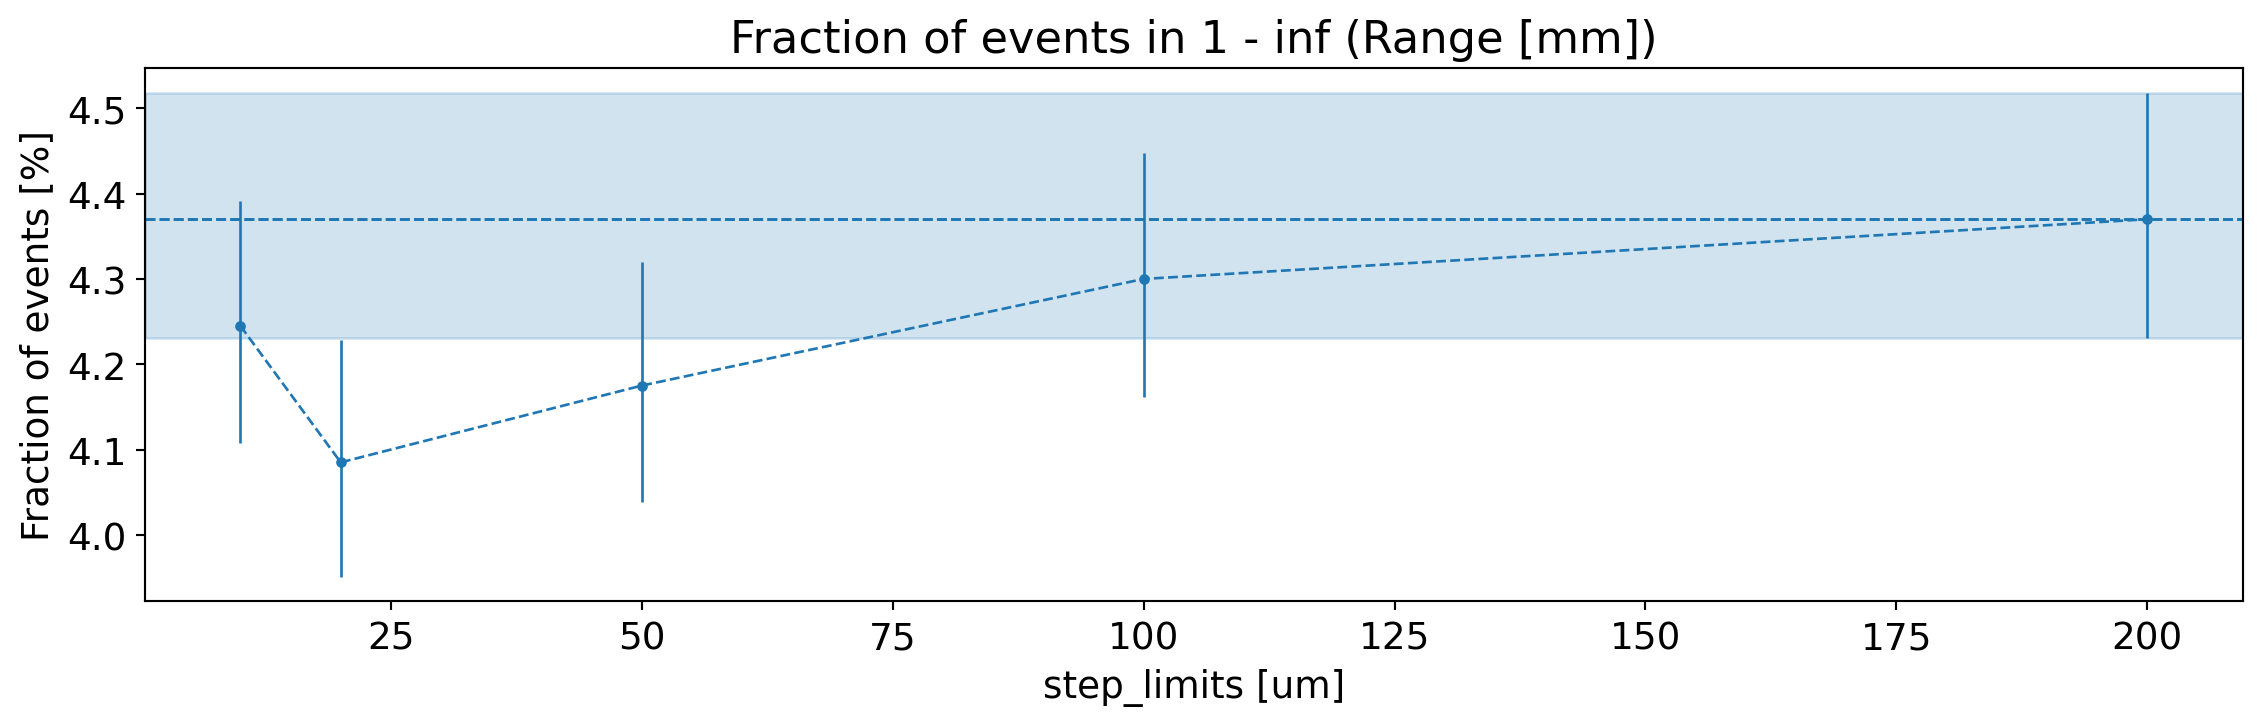 Fraction of events in 1 - inf (Range [mm])
Fraction of events [%]
4.5
4.4
4.3
4.2
4.1
4.0
25 50 75 100 125 150 175 200
step_limits [um]